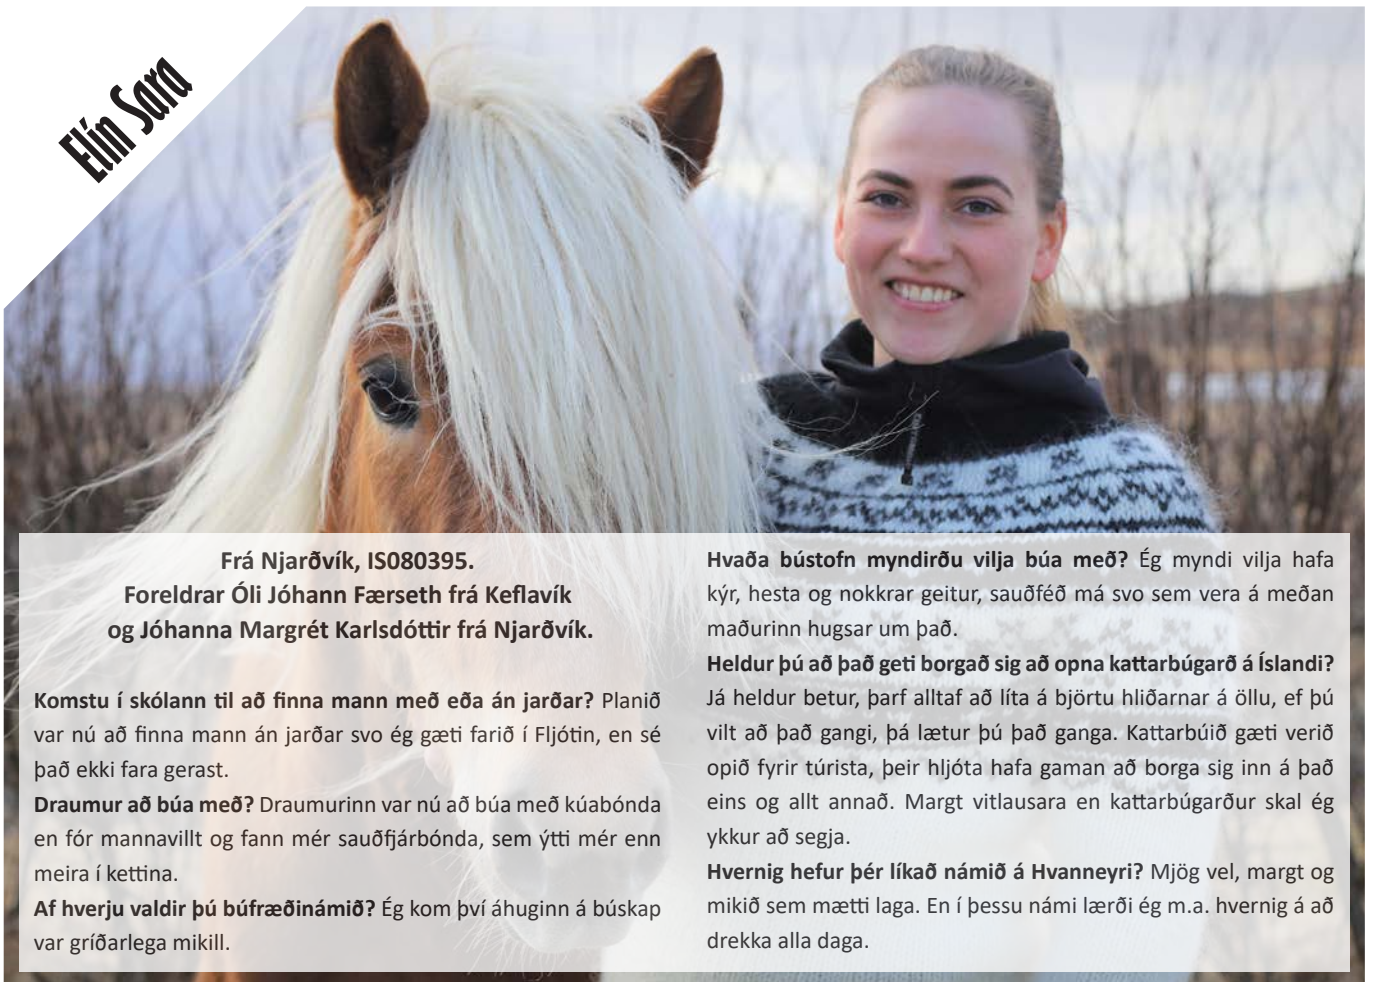 Elín Sara
Frá Njarðvík, IS080395.
Foreldrar Óli Jóhann Færseth frá Keflavík
og Jóhanna Margrét Karlsdóttir frá Njarðvík.
Komstu í skólann til að finna mann með eða án jarðar? Planið
var nú að finna mann án jarðar svo ég gæti farið í Fljótin, en sé
það ekki fara gerast.
Draumur að búa með? Draumurinn var nú að búa með kúabónda
en fór mannavillt og fann mér sauðfjárbónda, sem ýtti mér enn
meira í kettina.
Af hverju valdir þú búfræðinámið? Ég kom því áhuginn á búskap
var gríðarlega mikill.
Hvaða bústofn myndirðu vilja búa með? Ég myndi vilja hafa
kýr, hesta og nokkrar geitur, sauðféð má svo sem vera á meðan
maðurinn hugsar um það.
Heldur þú að það geti borgað sig að opna kattarbúgarð á Íslandi?
Já heldur betur, þarf alltaf að líta á björtu hliðarnar á öllu, ef þú
vilt að það gangi, þá lætur þú það ganga. Kattarbúið gæti verið
opið fyrir túrista, þeir hljóta hafa gaman að borga sig inn á það
eins og allt annað. Margt vitlausara en kattarbúgarður skal ég
ykkur að segja.
Hvernig hefur þér líkað námið á Hvanneyri? Mjög vel, margt og
mikið sem mætti laga. En í þessu námi lærði ég m.a. hvernig á að
drekka alla daga.